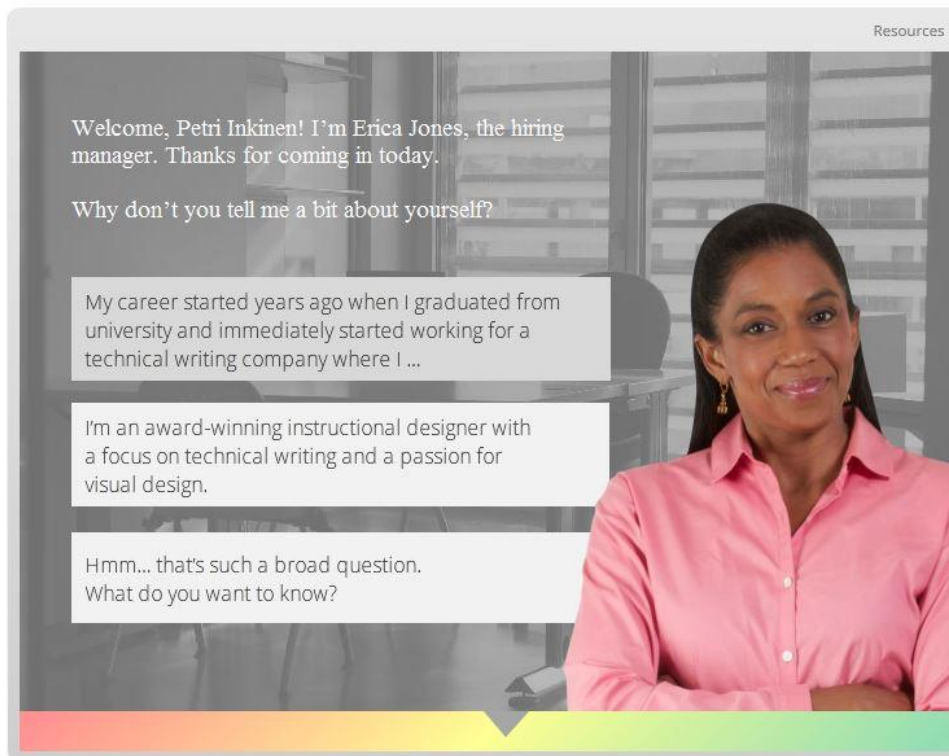 Resources
Welcome, Petri Inkinen! I’m Erica Jones, the hiring
manager. Thanks for coming in today.
Why don’t you tell me a bit about yourself?
My career started years ago when I graduated from
university and immediately started working for a
technical writing company where I ...
I'm an award-winning instructional designer with
a focus on technical writing and a passion for
visual design.
Hmm... that's such a broad question.
What do you want to know?